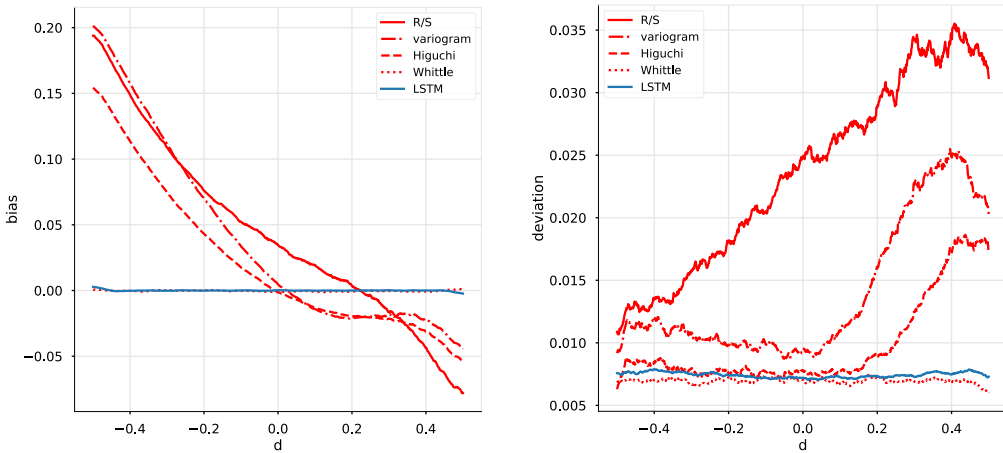 R/S
variogram
Higuchi
Whittle
LSTM
0.20
0.15
0.10
0.05
0.00
−0.05
bias
−0.4
−0.2
0.0
0.2
0.4
d
R/S
variogram
Higuchi
Whittle
LSTM
0.035
0.030
0.025
0.020
0.015
0.010
0.005
deviation
−0.4
−0.2
0.0
0.2
0.4
d